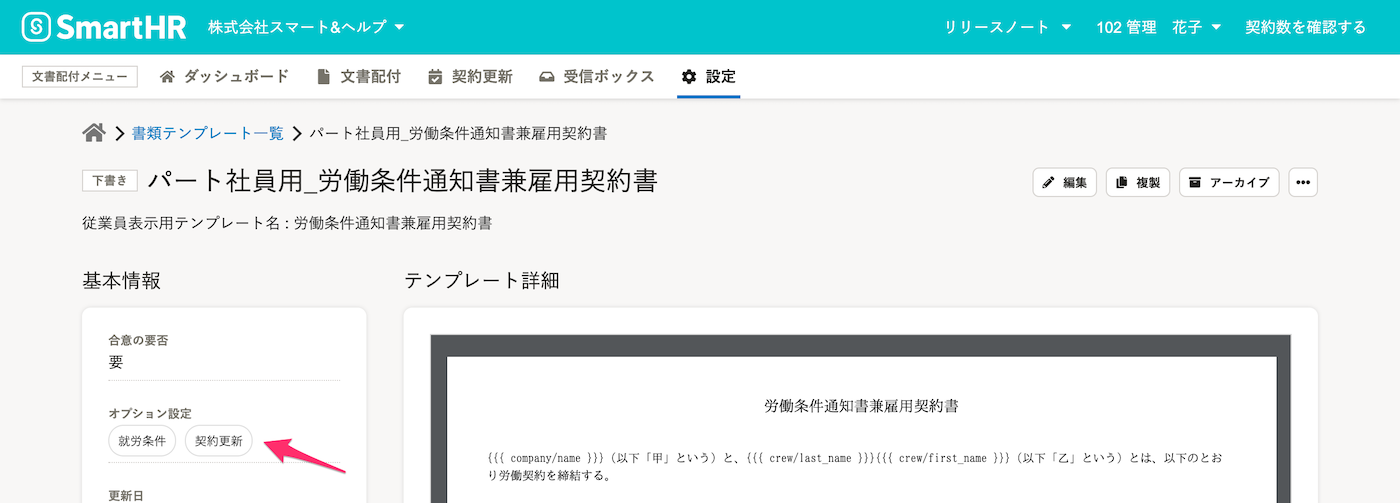 SmartHR 株式会社スマート&ヘルプ リリースノート 102 管理 花子 契約数を確認する
文書配付メニュー ダッシュボード 文書配付 契約更新 受信ボックス 設定
書類テンプレート一覧 パート社員用_労働条件通知書兼雇用契約書
下書き パート社員用_労働条件通知書兼雇用契約書 編集 複製 アーカイブ
従業員表示用テンプレート名 : 労働条件通知書兼雇用契約書
基本情報
合意の要否
要
オプション設定
就労条件 契約更新
更新日
テンプレート詳細
労働条件通知書兼雇用契約書
{{{ company/name }}}（以下「甲」という）と、{{{ crew/last_name }}}{{{ crew/first_name }}}（以下「乙」という）とは、以下のとお
り労働契約を締結する。